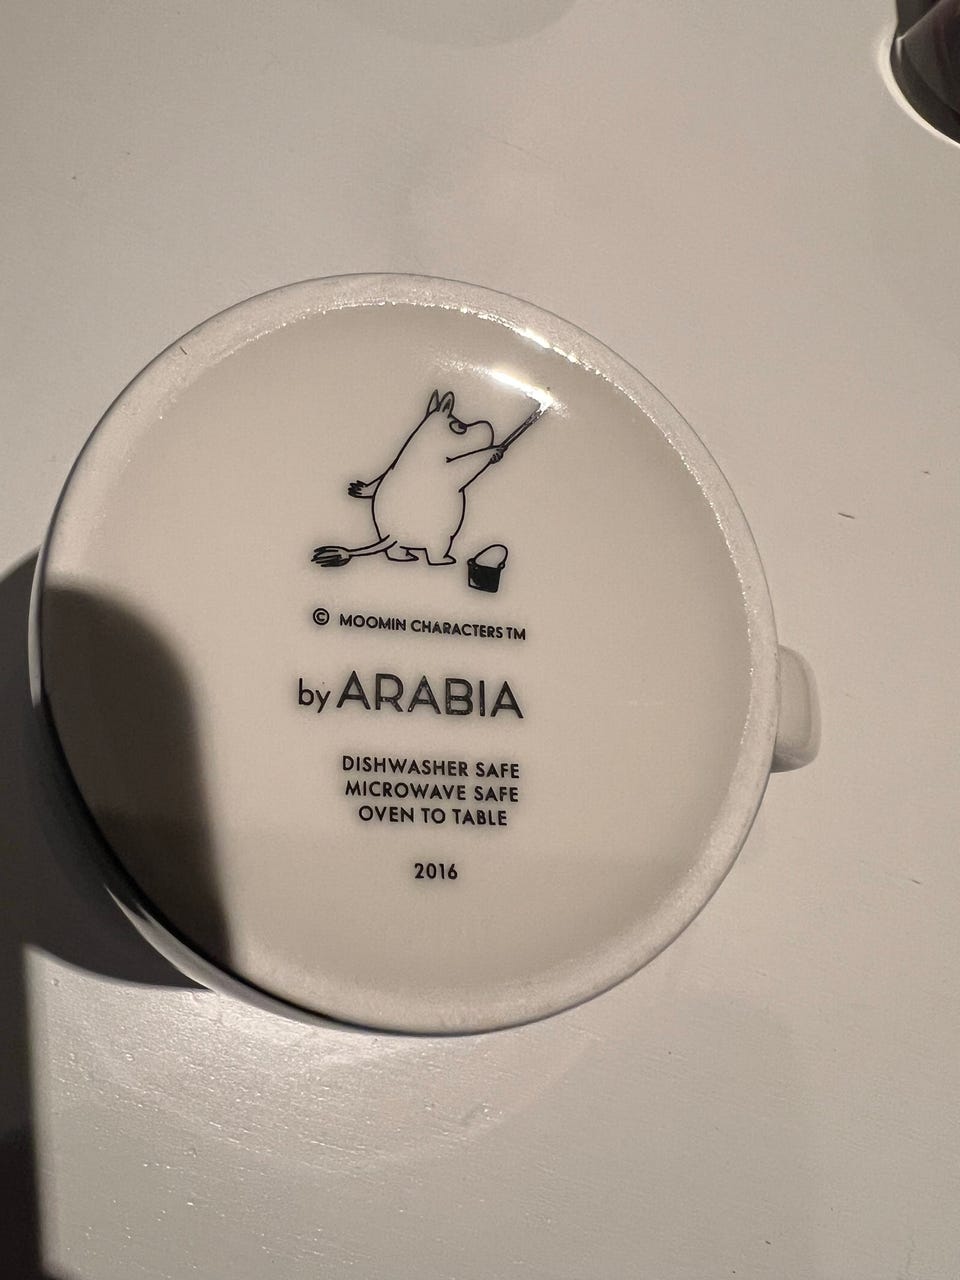 © MOOMIN CHARACTERS TM
by ARABIA
DISHWASHER SAFE
MICROWAVE SAFE
OVEN TO TABLE
2016